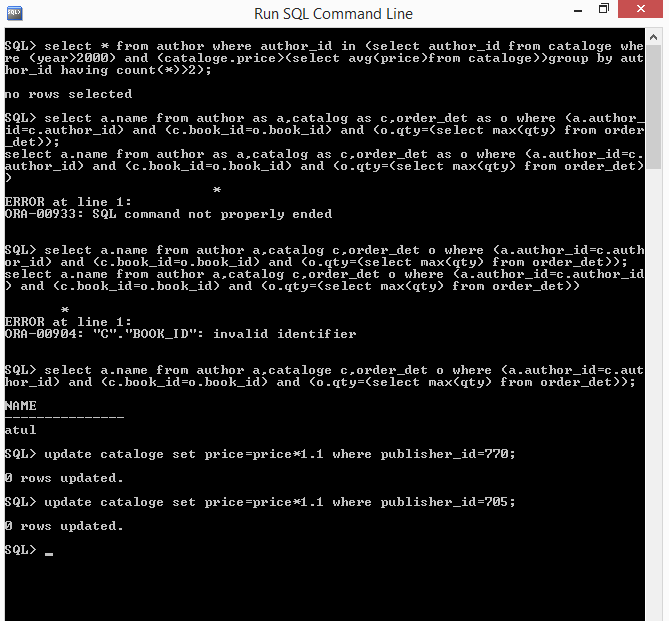 Run SQL Command Line
SQL> select * from author where author_id in (select author_id from cataloge whe
re (year>2000) and (cataloge.price>(select avg(price)from cataloge))group by aut
hor_id having count(*)>2);
no rows selected
SQL> select a.name from author as a,catalog as c,order_det as o where (a.author_
id=c.author_id) and (c.book_id=o.book_id) and (o.qty=(select max(qty) from order
_det));
select a.name from author as a,catalog as c,order_det as o where (a.author_id=c.
author_id) and (c.book_id=o.book_id) and (o.qty=(select max(qty) from order_det)
)
*
ERROR at line 1:
ORA-00933: SQL command not properly ended
SQL> select a.name from author a,catalog c,order_det o where (a.author_id=c.auth
or_id) and (c.book_id=o.book_id) and (o.qty=(select max(qty) from order_det));
select a.name from author a,catalog c,order_det o where (a.author_id=c.author_id
) and (c.book_id=o.book_id) and (o.qty=(select max(qty) from order_det))
*
ERROR at line 1:
ORA-00904: "C"."BOOK_ID": invalid identifier
SQL> select a.name from author a,cataloge c,order_det o where (a.author_id=c.aut
hor_id) and (c.book_id=o.book_id) and (o.qty=(select max(qty) from order_det));
NAME
---------------
atul
SQL> update cataloge set price=price*1.1 where publisher_id=770;
0 rows updated.
SQL> update cataloge set price=price*1.1 where publisher_id=705;
0 rows updated.
SQL> _